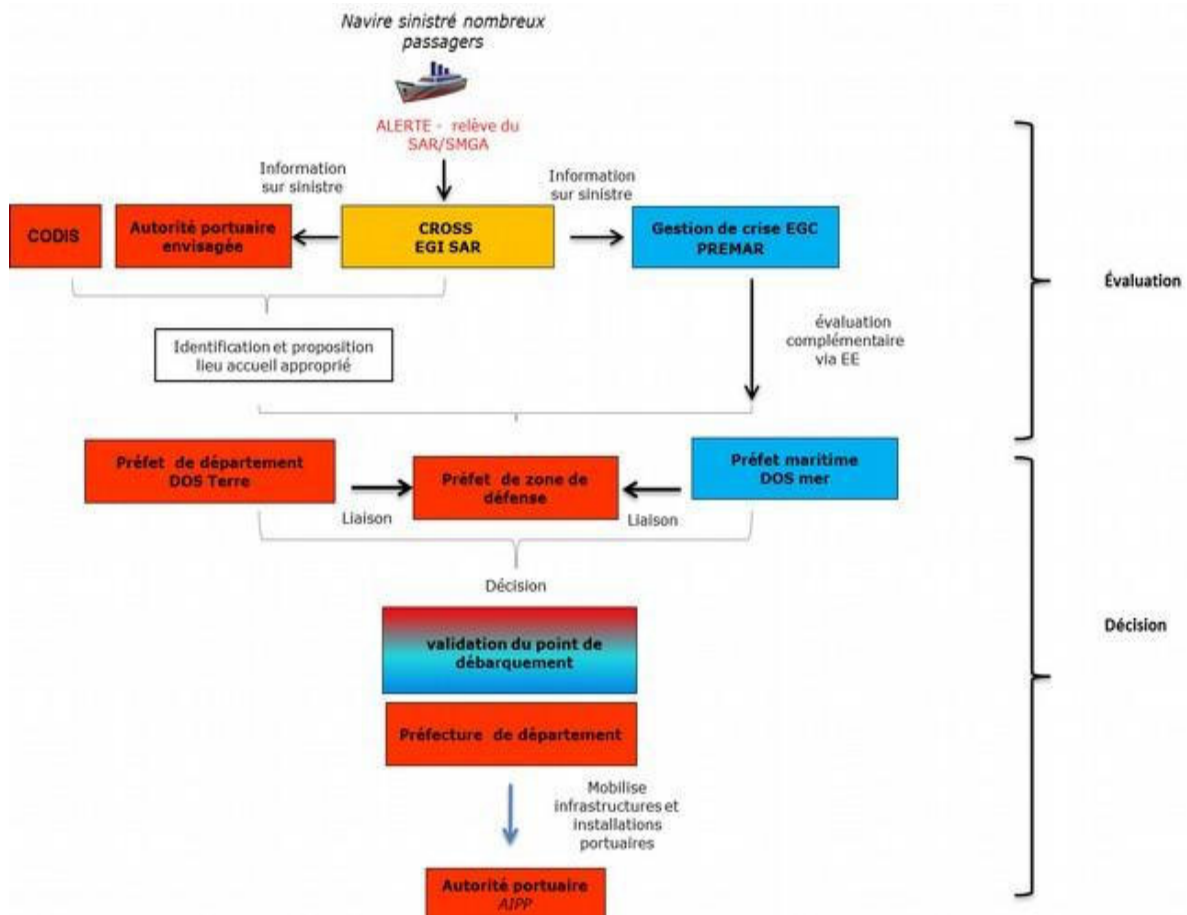 Navire sinistré nombreux
passagers
ALERTE - relève du
SAR/SMGA
Information
sur sinistre
Information
sur sinistre
CODIS
Autorité portuaire
envisagée
CROSS
EGI SAR
Gestion de crise EGC
PREMAR
Évaluation
Identification et proposition
lieu accueil approprié
évaluation
complémentaire
via EE
Préfet de département
DOS Terre
Préfet de zone de
défense
Préfet maritime
DOS mer
Liaison
Liaison
Décision
validation du point de
débarquement
Décision
Préfecture de département
Mobilise
infrastructures et
installations
portuaires
Autorité portuaire
AIPP